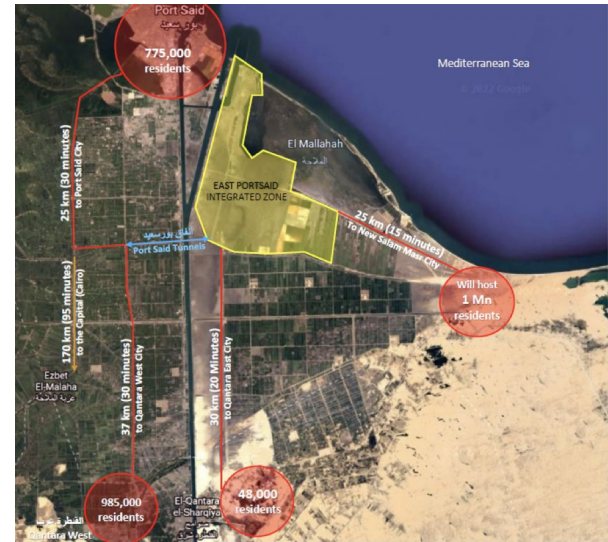 Port Said
بورسعيد
775,000
residents
Mediterranean Sea
© 2022 Google
El Mallahah
الملاحة
EAST PORTSAID
INTEGRATED ZONE
25 km (30 minutes)
to Port Said City
25 km (15 minutes)
To New Salam Masr City
أنفاق بورسعيد
Port Said Tunnels
Will host
1 Mn
residents
170 km (95 minutes)
to the Capital (Cairo)
37 km (30 minutes)
to Qantara West City
30 km (20 Minutes)
to Qantara East City
Ezbet
El-Malaha
عزبة الملاحة
985,000
residents
القنطرة غرب
Qantara West
El-Qantara
el-Sharqiya
48,000
residents